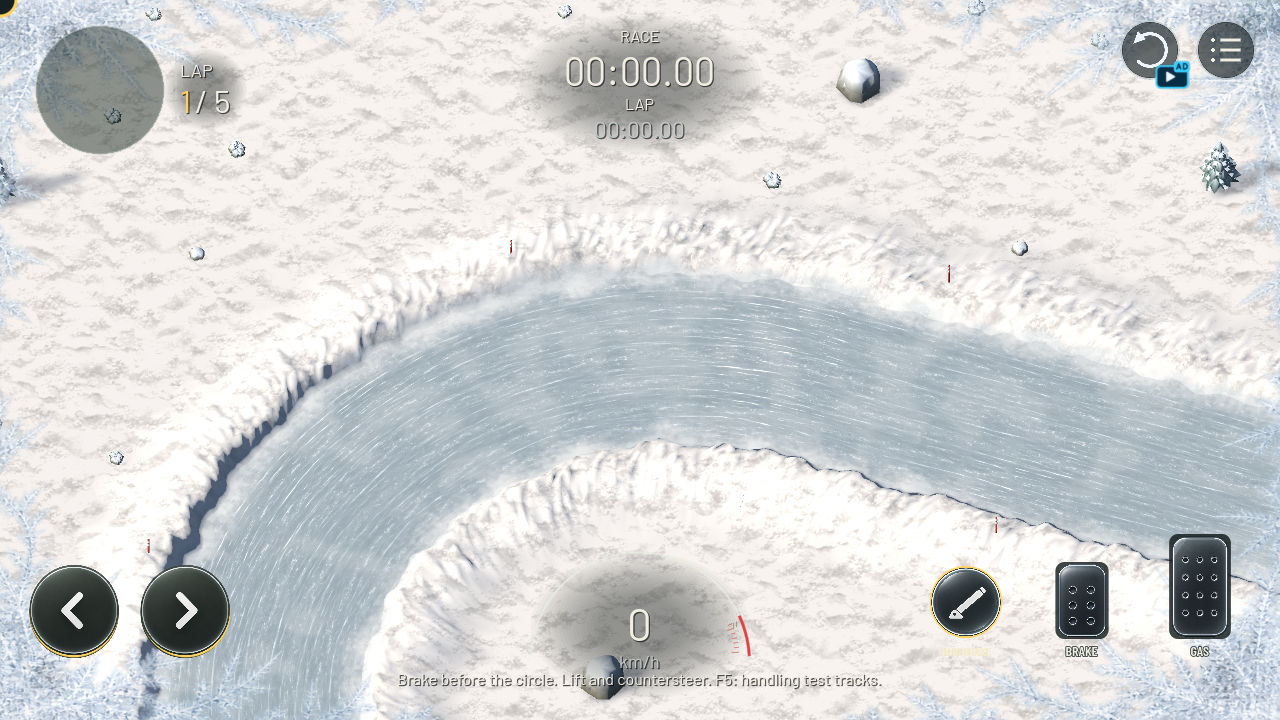 RACE
00:00.00
LAP
00:00.00
LAP
1/ 5
AD
0
km/h
Brake before the circle. Lift and countersteer. F5: handling test tracks.
BRAKE
GAS